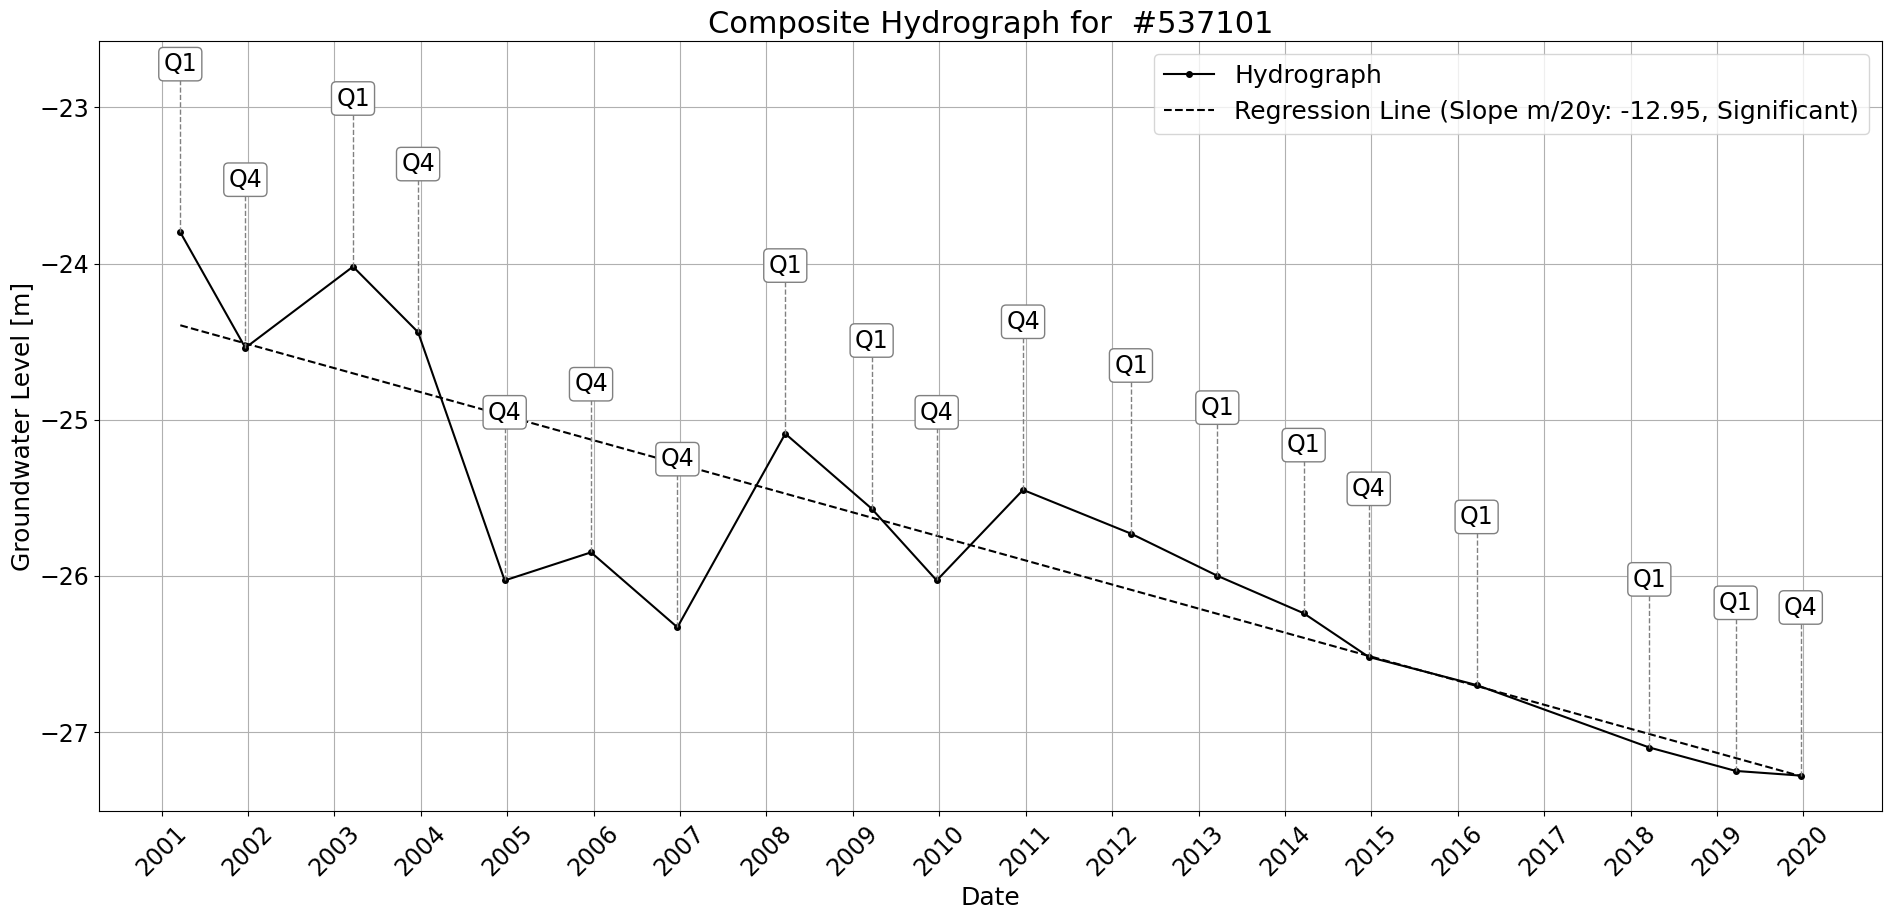 Composite Hydrograph for  #537101
Hydrograph
Regression Line (Slope m/20y: -12.95, Significant)
Groundwater Level [m]
−23
−24
−25
−26
−27
Q1
Q4
Q1
Q4
Q4
Q4
Q4
Q1
Q1
Q4
Q4
Q1
Q1
Q1
Q4
Q1
Q1
Q1
Q4
2001
2002
2003
2004
2005
2006
2007
2008
2009
2010
2011
2012
2013
2014
2015
2016
2017
2018
2019
2020
Date